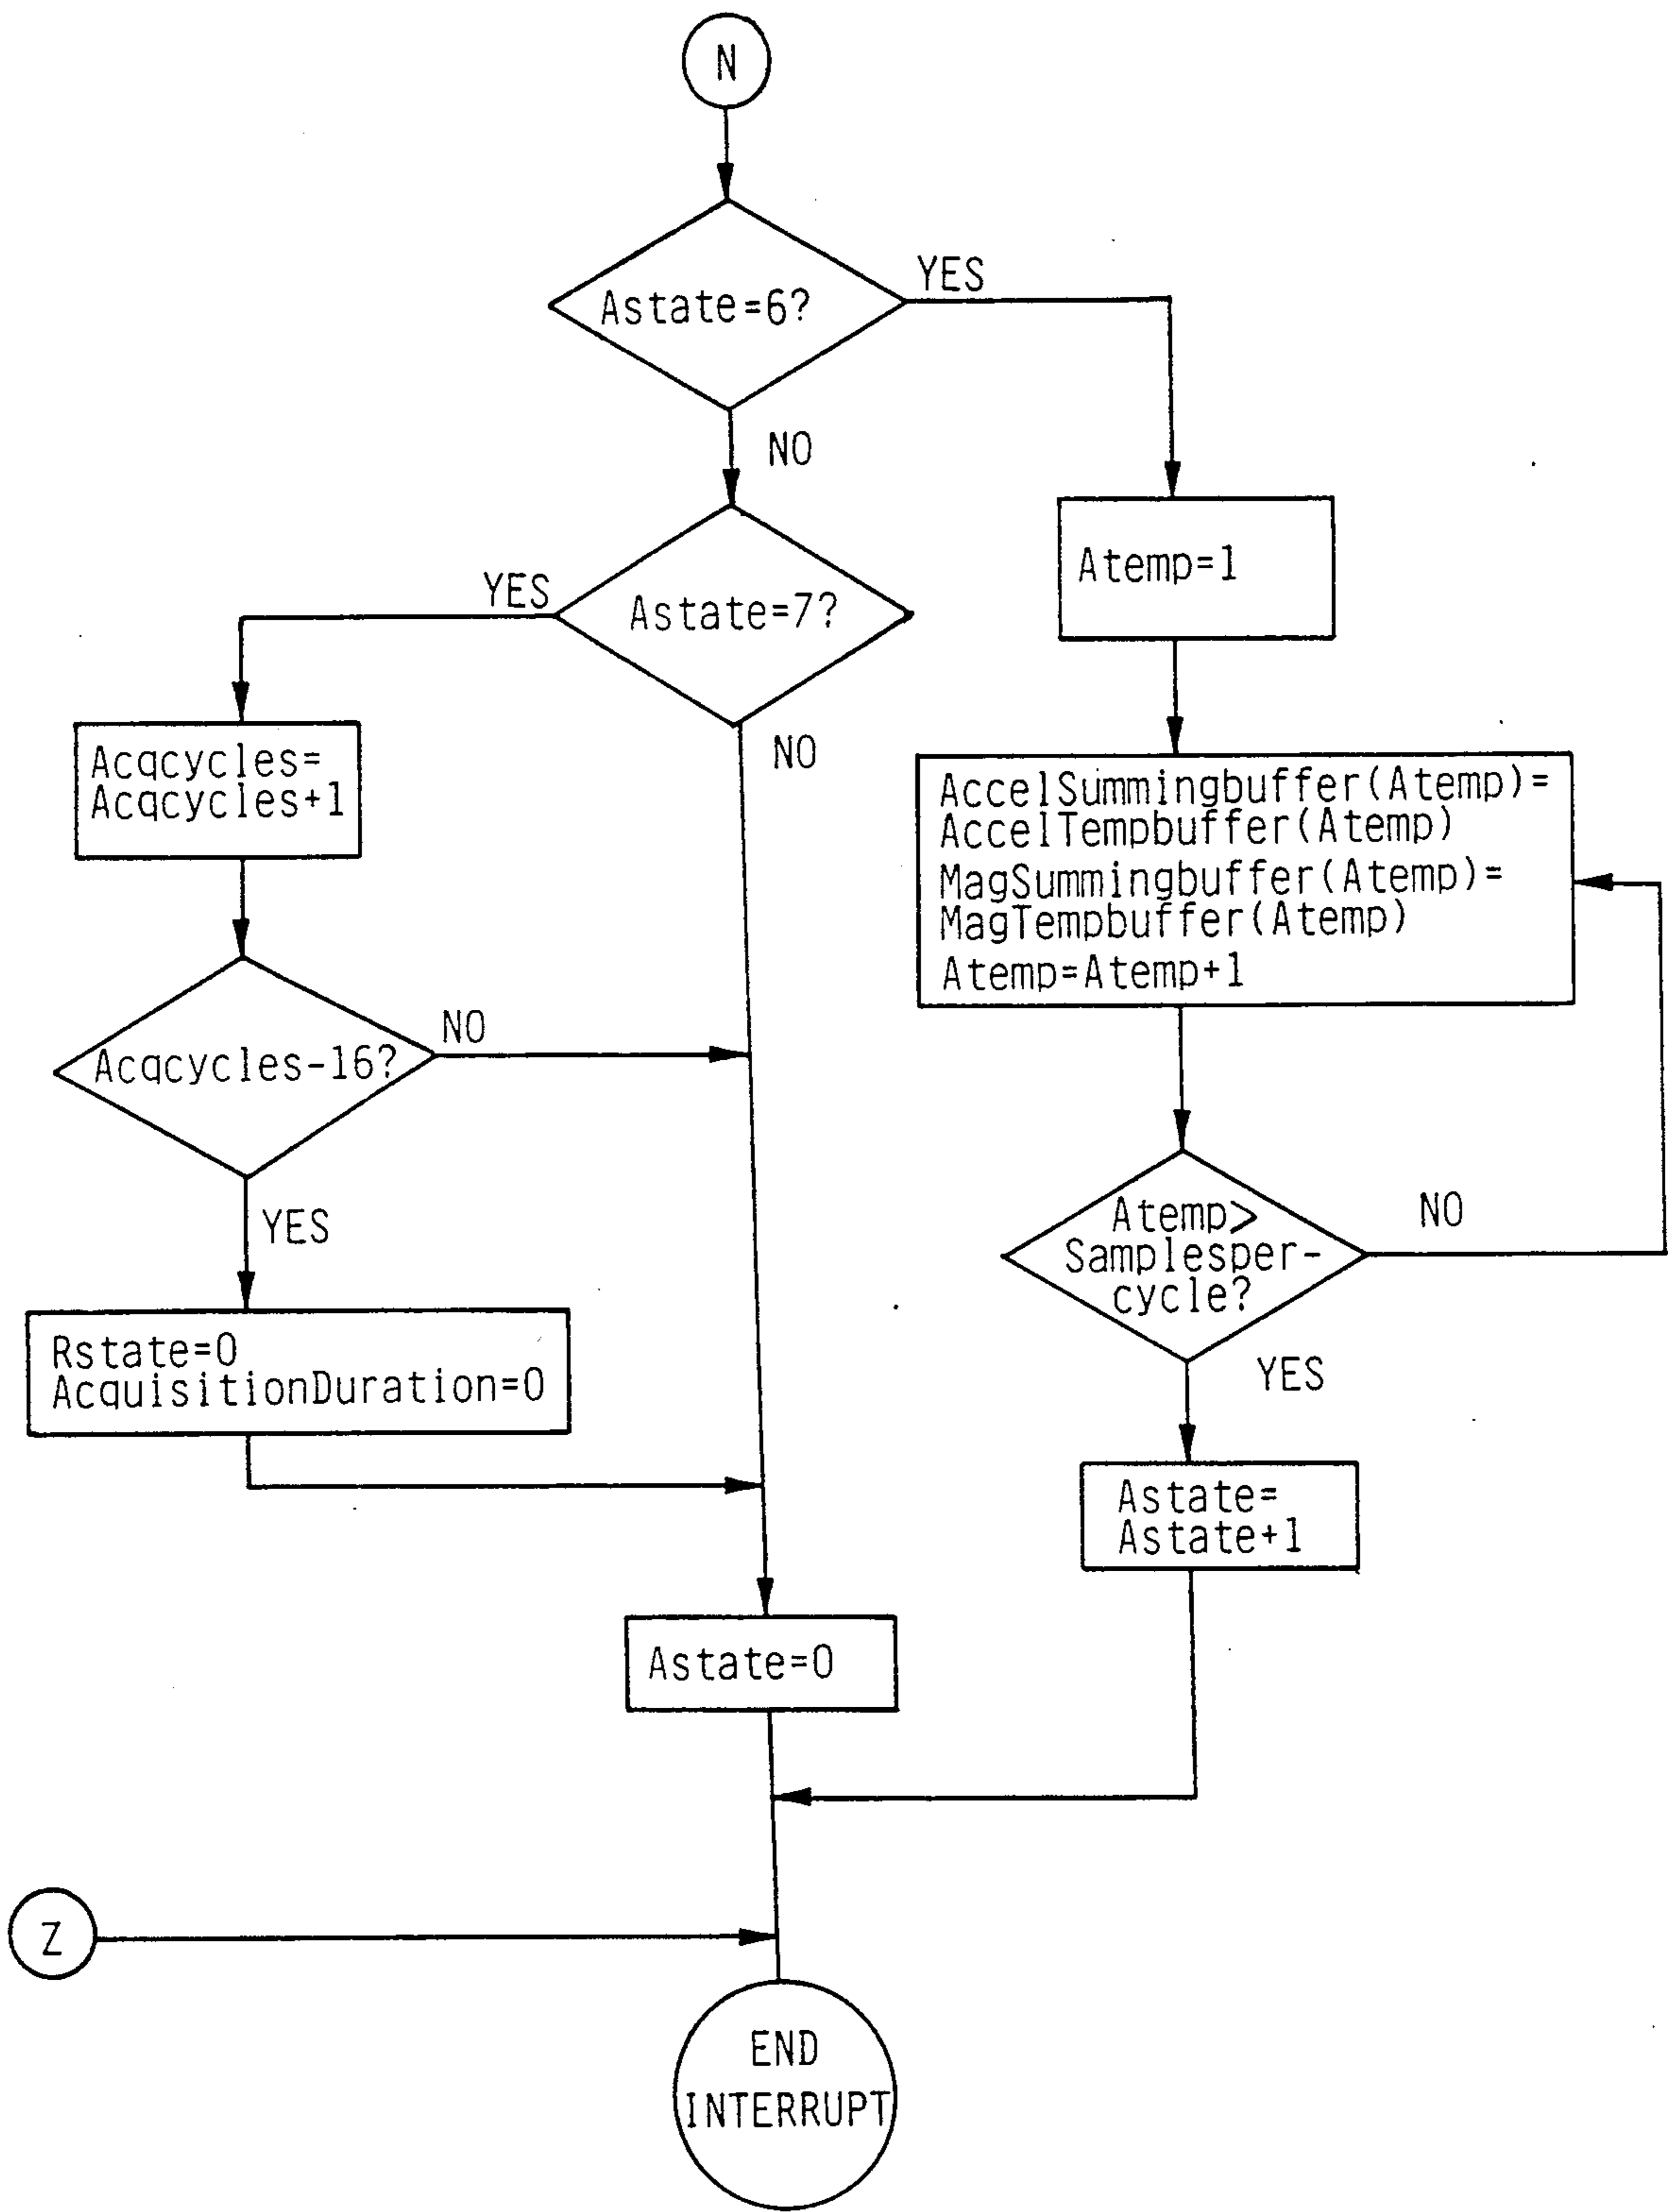 N
Astate=6?
YES
NO
Astate=7?
YES
NO
Atemp=1
Acqcycles=
Acqcycles+1
AccelSummingbuffer(Atemp)=
AccelTempbuffer(Atemp)
MagSummingbuffer(Atemp)=
MagTempbuffer(Atemp)
Atemp=Atemp+1
Acqcycles-16?
NO
YES
Atemp>
Samplesper-
cycle?
NO
YES
Rstate=0
AcquisitionDuration=0
Astate=
Astate+1
Astate=0
Z
END
INTERRUPT